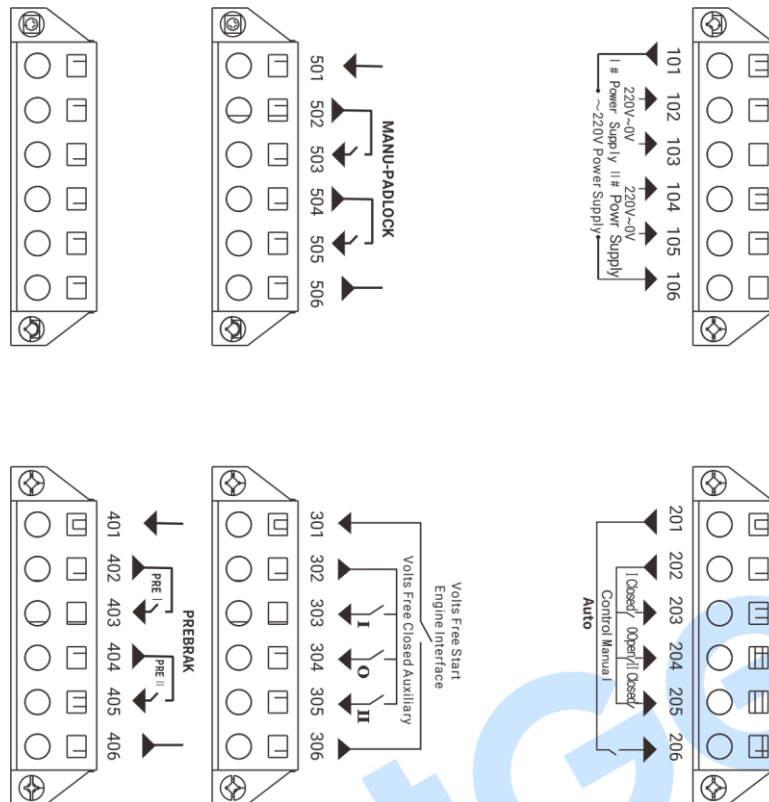 101 102 103 104 105 106
220V~0V 220V~0V
I# Power Supply II# Powr Supply
~220V Power Supply
201 202 203 204 205 206
I Closed/ 0Open/ II Closed/
Control Manual
Auto
MANU-PADLOCK
501 502 503 504 505 506
Volts Free Start
Engine Interface
Volts Free Closed Auxiliary
I O II
301 302 303 304 305 306
PREBRAK
PRE I PRE II
401 402 403 404 405 406